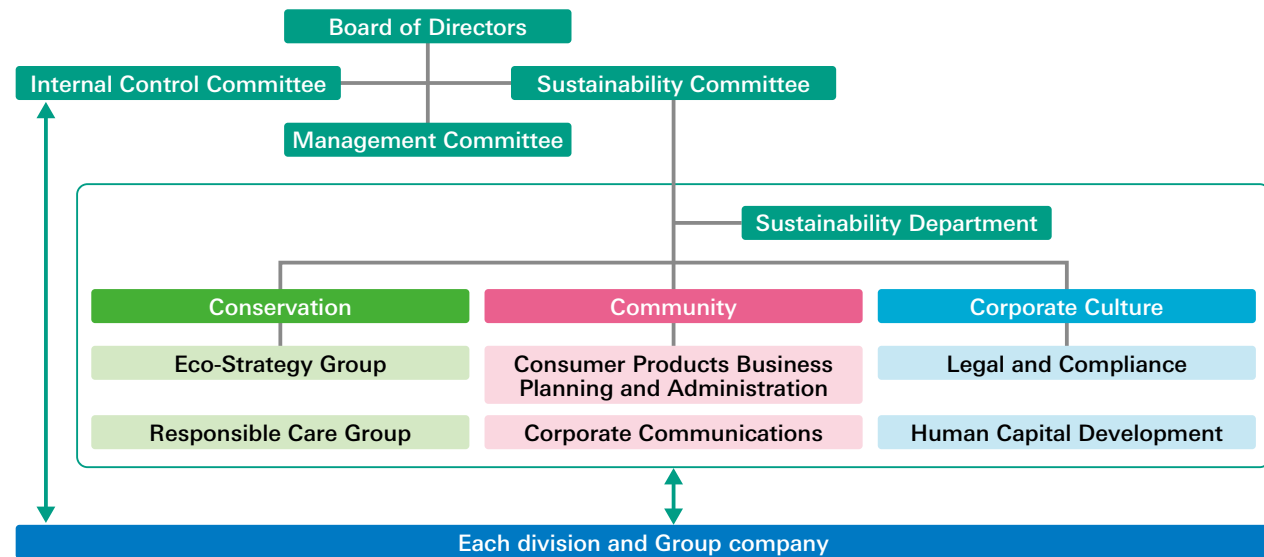 Board of Directors
Internal Control Committee
Sustainability Committee
Management Committee
Sustainability Department
Conservation
Community
Corporate Culture
Eco-Strategy Group
Consumer Products Business
Planning and Administration
Legal and Compliance
Responsible Care Group
Corporate Communications
Human Capital Development
Each division and Group company